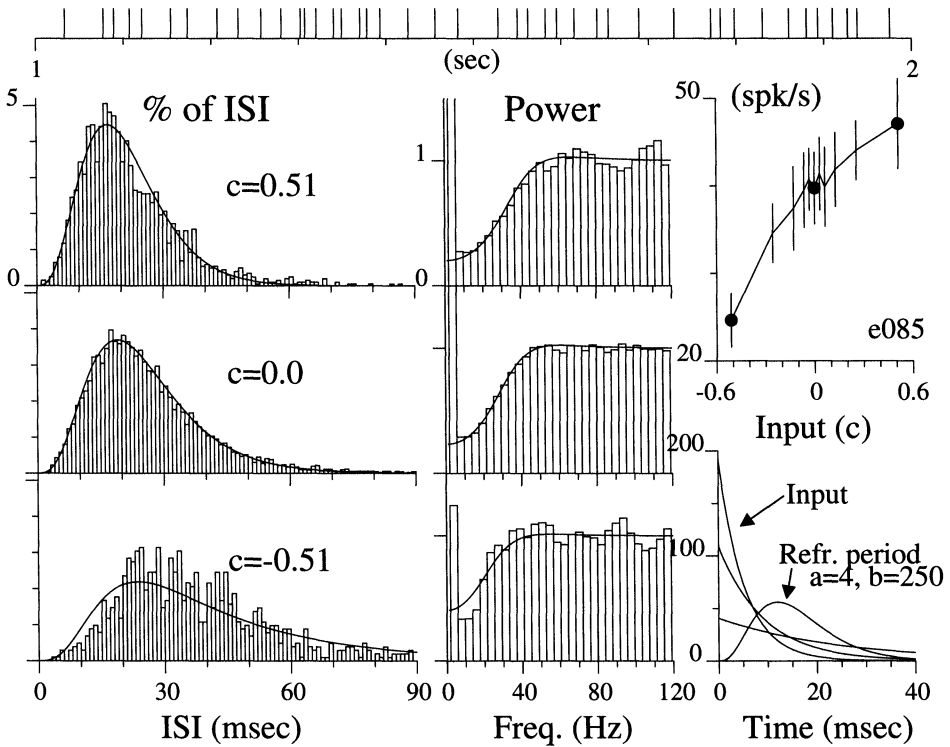 1 (sec) 2
5 % of ISI
c=0.51
0
c=0.0
c=-0.51
0 30 60 90
ISI (msec)
Power
1
0
0 40 80 120
Freq. (Hz)
50 (spk/s)
e085
20
-0.6 0 0.6
Input (c)
200
Input
100
Refr. period
a=4, b=250
0
0 20 40
Time (msec)